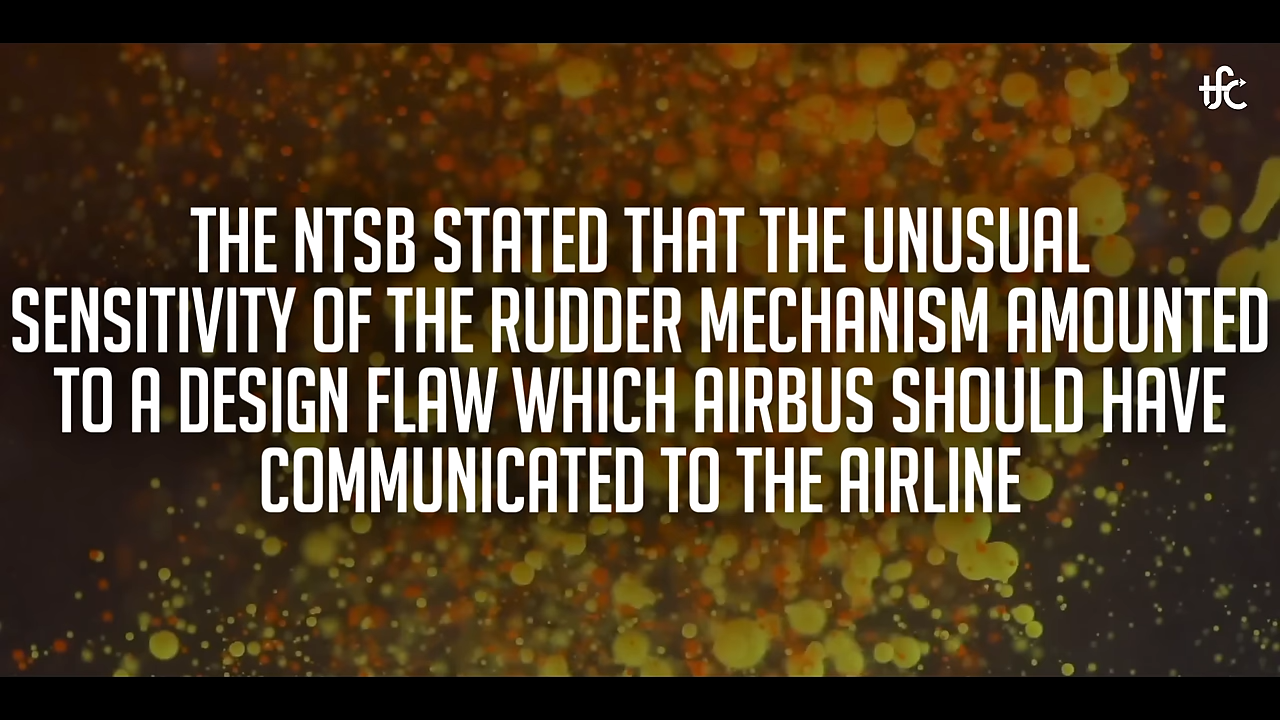 tfc
THE NTSB STATED THAT THE UNUSUAL
SENSITIVITY OF THE RUDDER MECHANISM AMOUNTED
TO A DESIGN FLAW WHICH AIRBUS SHOULD HAVE
COMMUNICATED TO THE AIRLINE